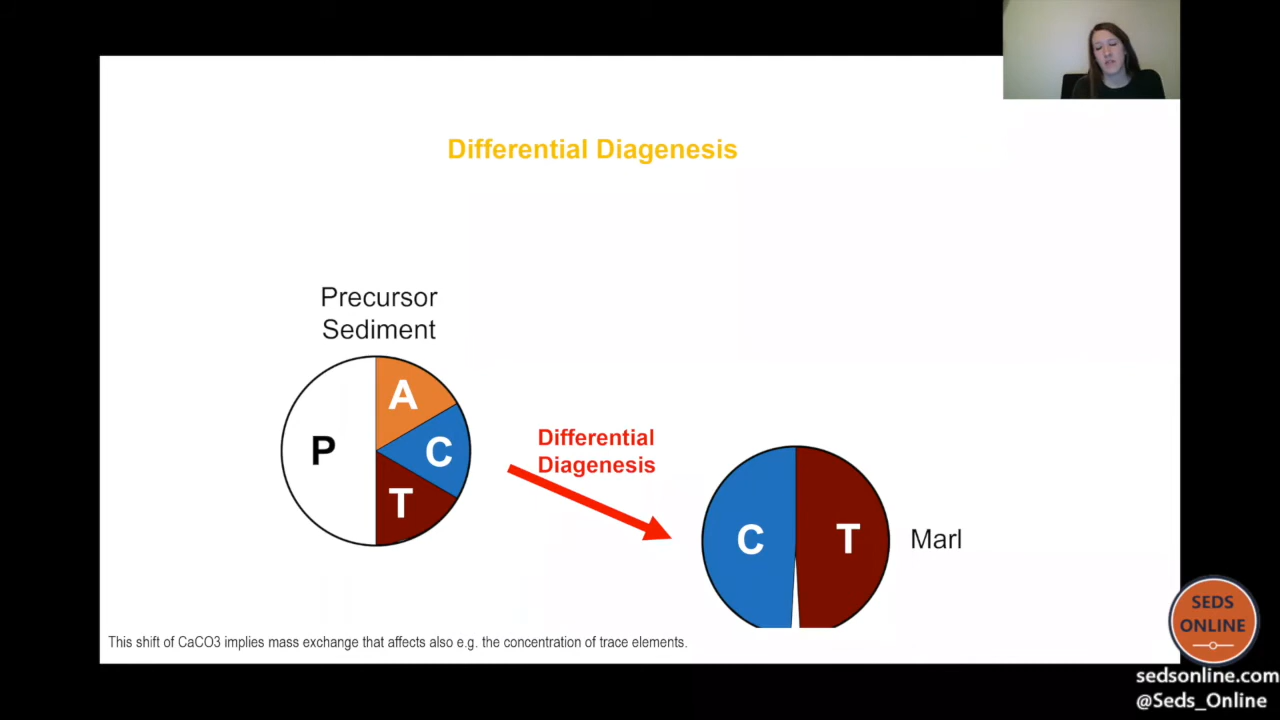 Differential Diagenesis
Precursor
Sediment
A
P
C
T
Differential
Diagenesis
C
T
Marl
This shift of CaCO3 implies mass exchange that affects also e.g. the concentration of trace elements.
SEDS
ONLINE
sedsonline.com
@Seds_Online